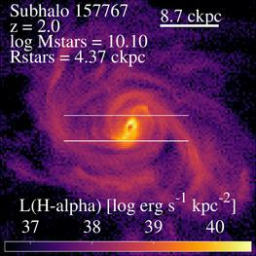 Subhalo 157767
z = 2.0
log Mstars = 10.10
Rstars = 4.37 ckpc
8.7 ckpc
L(H-alpha) [log erg s⁻¹ kpc⁻²]
37 38 39 40